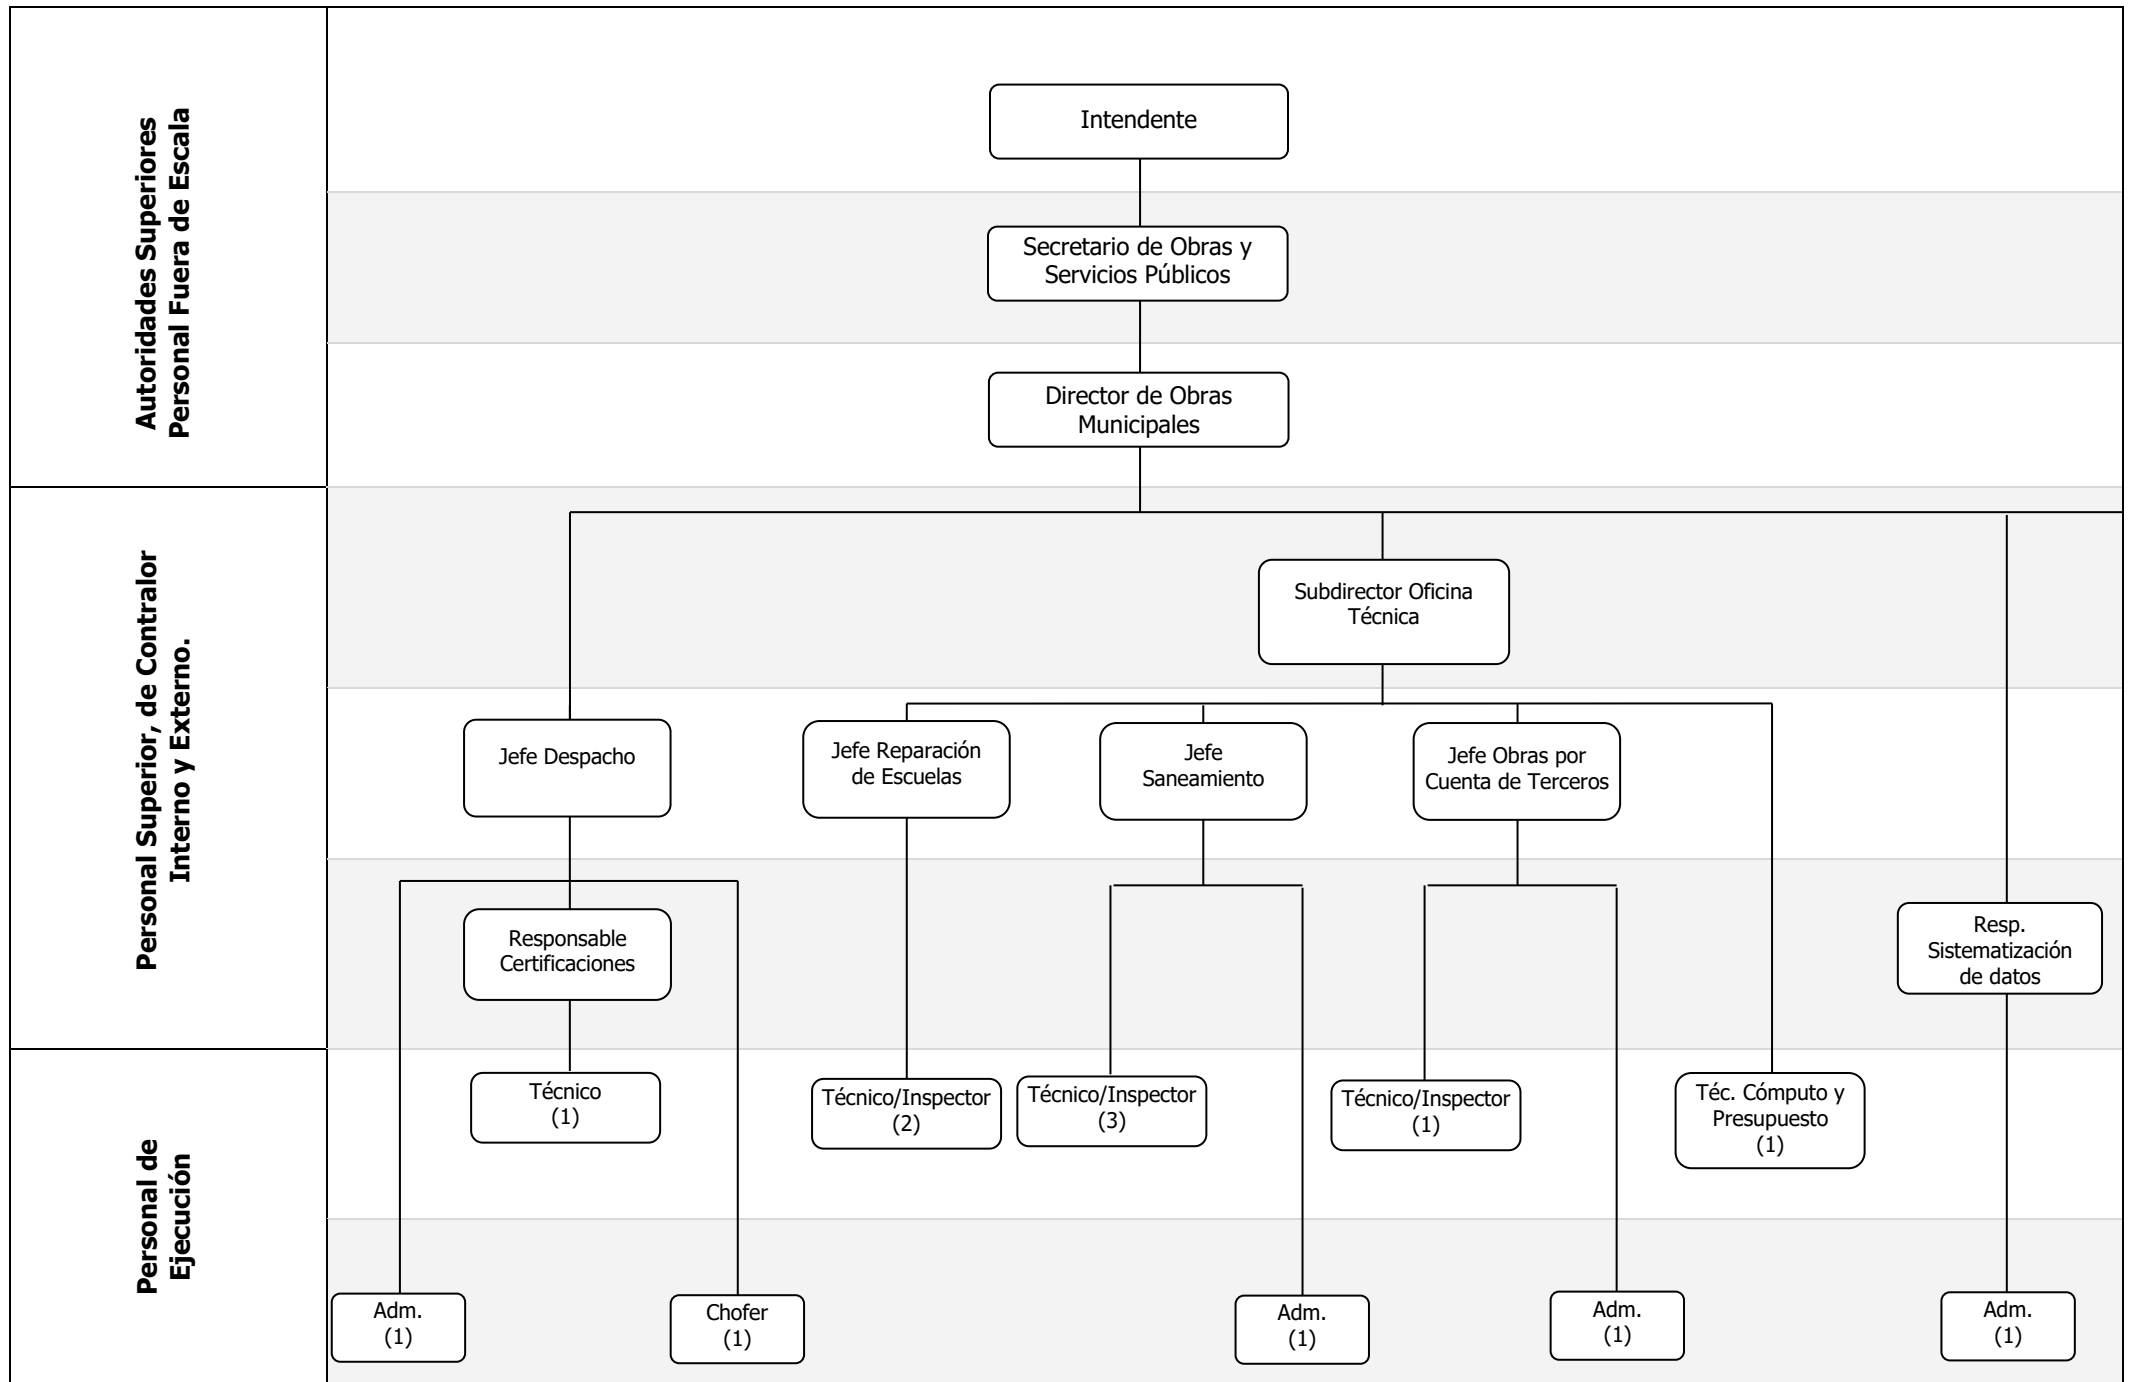 Autoridades Superiores
Personal Fuera de Escala
Intendente
Secretario de Obras y
Servicios Públicos
Director de Obras
Municipales
Personal Superior, de Contralor
Interno y Externo.
Subdirector Oficina
Técnica
Jefe Despacho
Jefe Reparación
de Escuelas
Jefe
Saneamiento
Jefe Obras por
Cuenta de Terceros
Responsable
Certificaciones
Resp.
Sistematización
de datos
Personal de
Ejecución
Técnico
(1)
Técnico/Inspector
(2)
Técnico/Inspector
(3)
Técnico/Inspector
(1)
Téc. Cómputo y
Presupuesto
(1)
Adm.
(1)
Chofer
(1)
Adm.
(1)
Adm.
(1)
Adm.
(1)